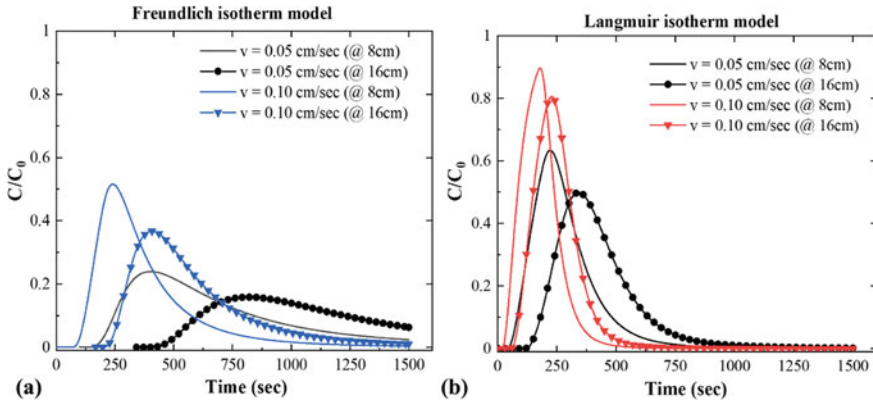 Freundlich isotherm model
1
v = 0.05 cm/sec (@ 8cm)
v = 0.05 cm/sec (@ 16cm)
v = 0.10 cm/sec (@ 8cm)
v = 0.10 cm/sec (@ 16cm)
0.8
0.6
0.4
0.2
0
C/C0
0 250 500 750 1000 1250 1500
Time (sec)
(a)
Langmuir isotherm model
1
v = 0.05 cm/sec (@ 8cm)
v = 0.05 cm/sec (@ 16cm)
v = 0.10 cm/sec (@ 8cm)
v = 0.10 cm/sec (@ 16cm)
0.8
0.6
0.4
0.2
0
C/C0
0 250 500 750 1000 1250 1500
Time (sec)
(b)